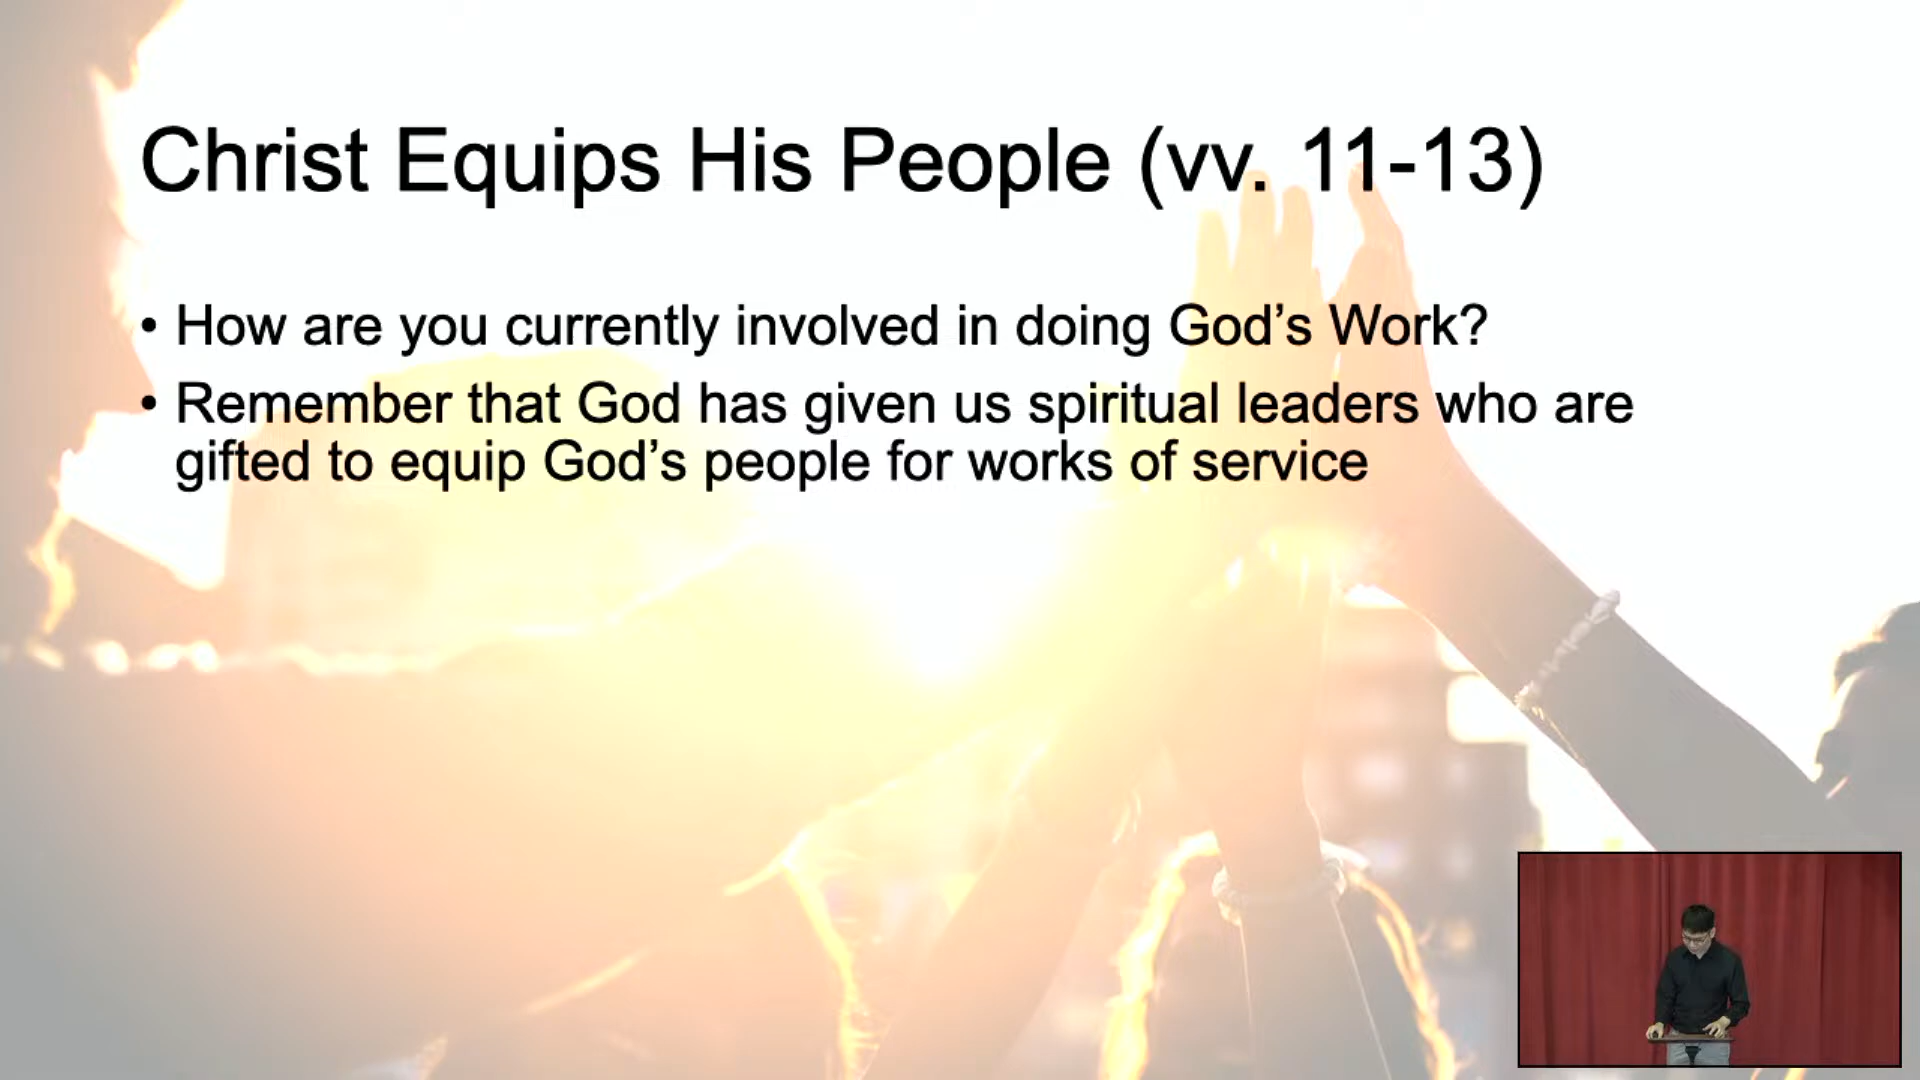 Christ Equips His People (vv. 11-13)
• How are you currently involved in doing God’s Work?
• Remember that God has given us spiritual leaders who are
gifted to equip God’s people for works of service